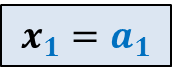 x₁ = a₁